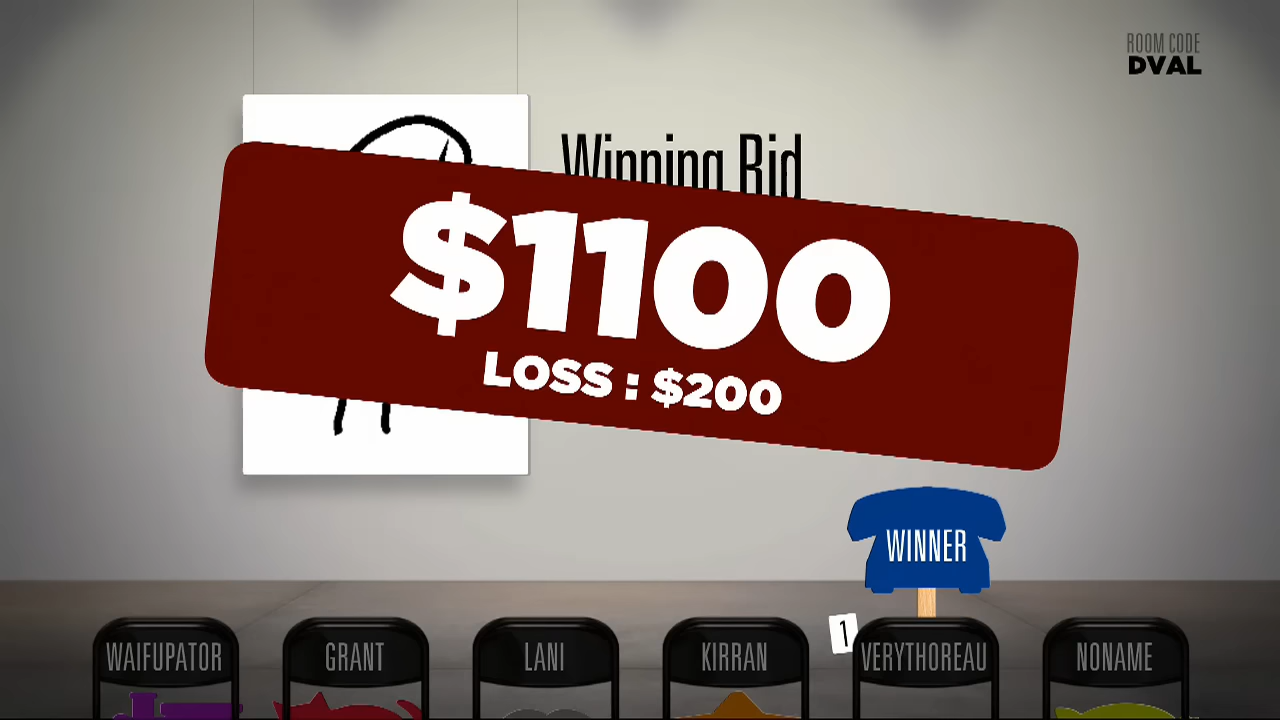 ROOM CODE
DVAL
Winning Bid
$1100
LOSS : $200
WINNER
1
WAIFUPATOR
GRANT
LANI
KIRRAN
VERYTHOREAU
NONAME